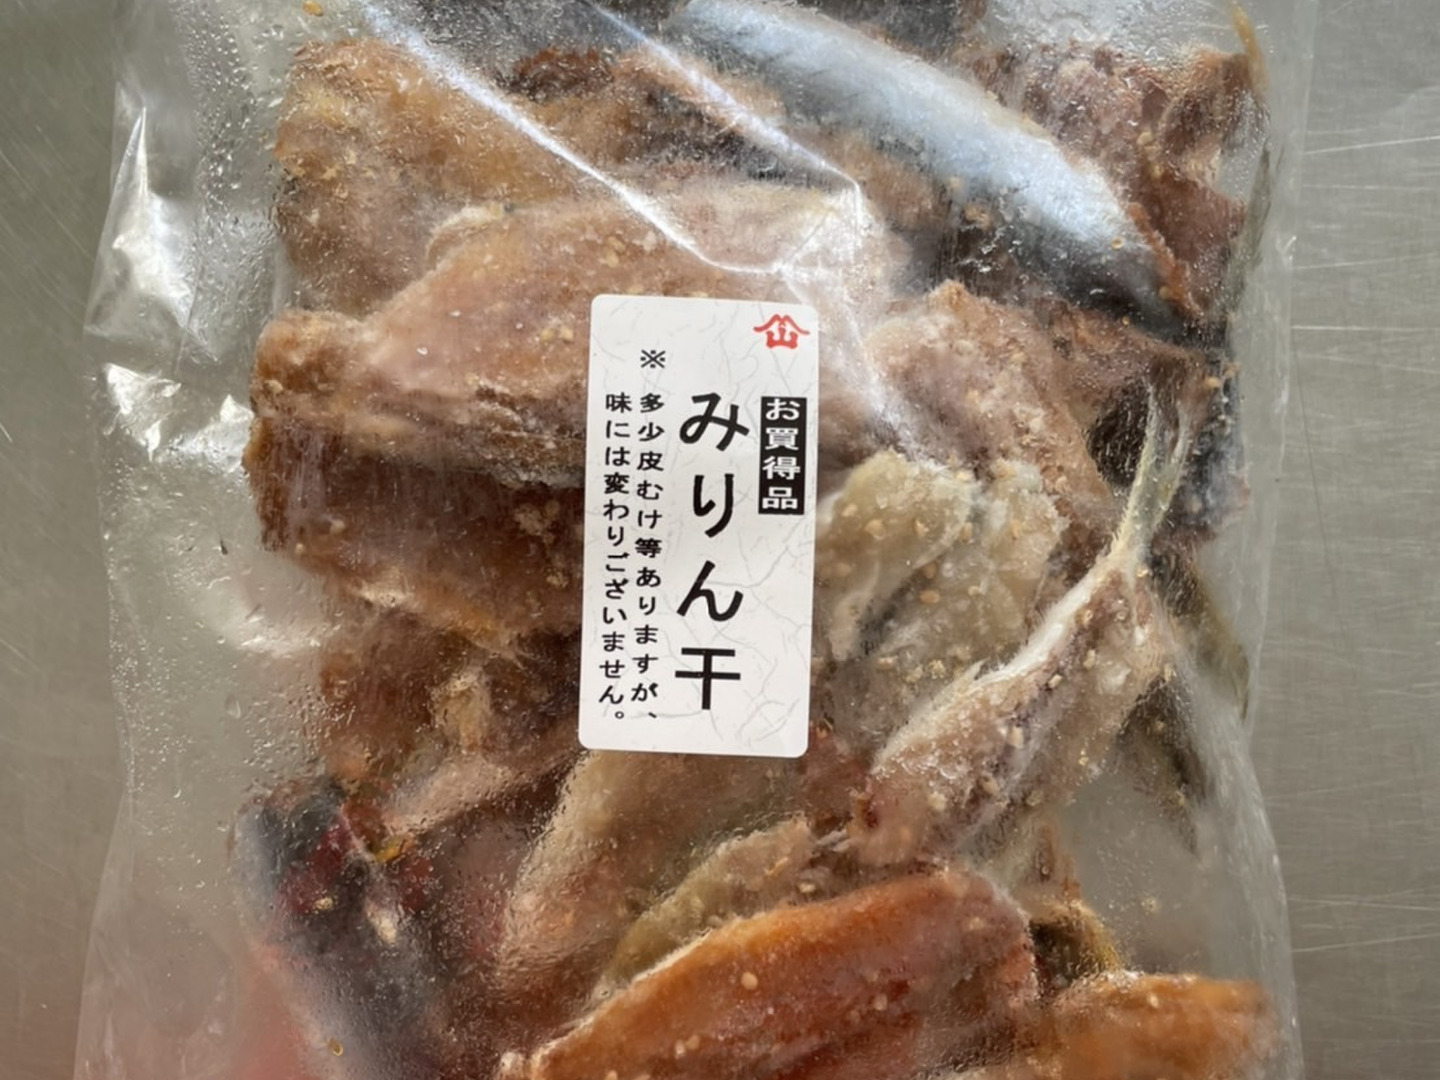 山
お買得品
みりん干
※ 多少皮むけ等ありますが、
味には変わりございません。